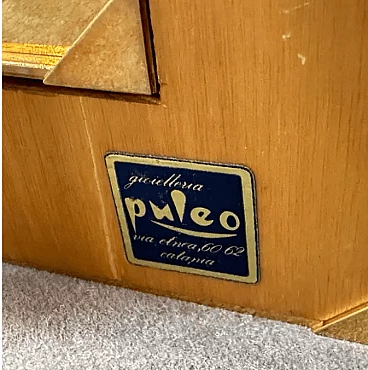 gioielleria
puleo
via etnea, 60 62
catania